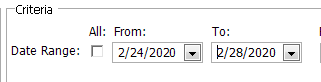 Criteria
All: From: To:
Date Range: 2/24/2020 2/28/2020